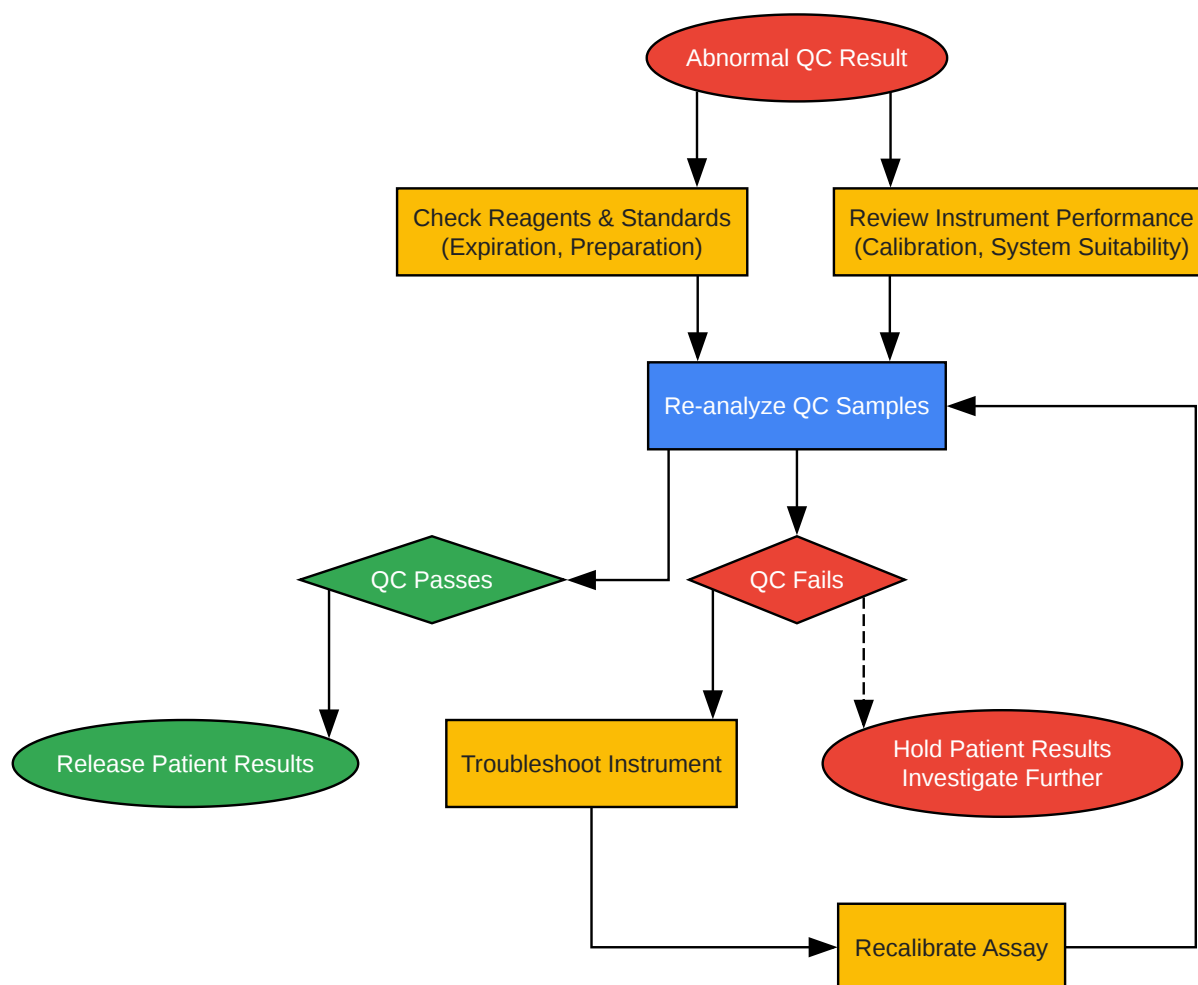 Abnormal QC Result
Check Reagents & Standards
(Expiration, Preparation)
Review Instrument Performance
(Calibration, System Suitability)
Re-analyze QC Samples
QC Passes
QC Fails
Release Patient Results
Troubleshoot Instrument
Hold Patient Results
Investigate Further
Recalibrate Assay